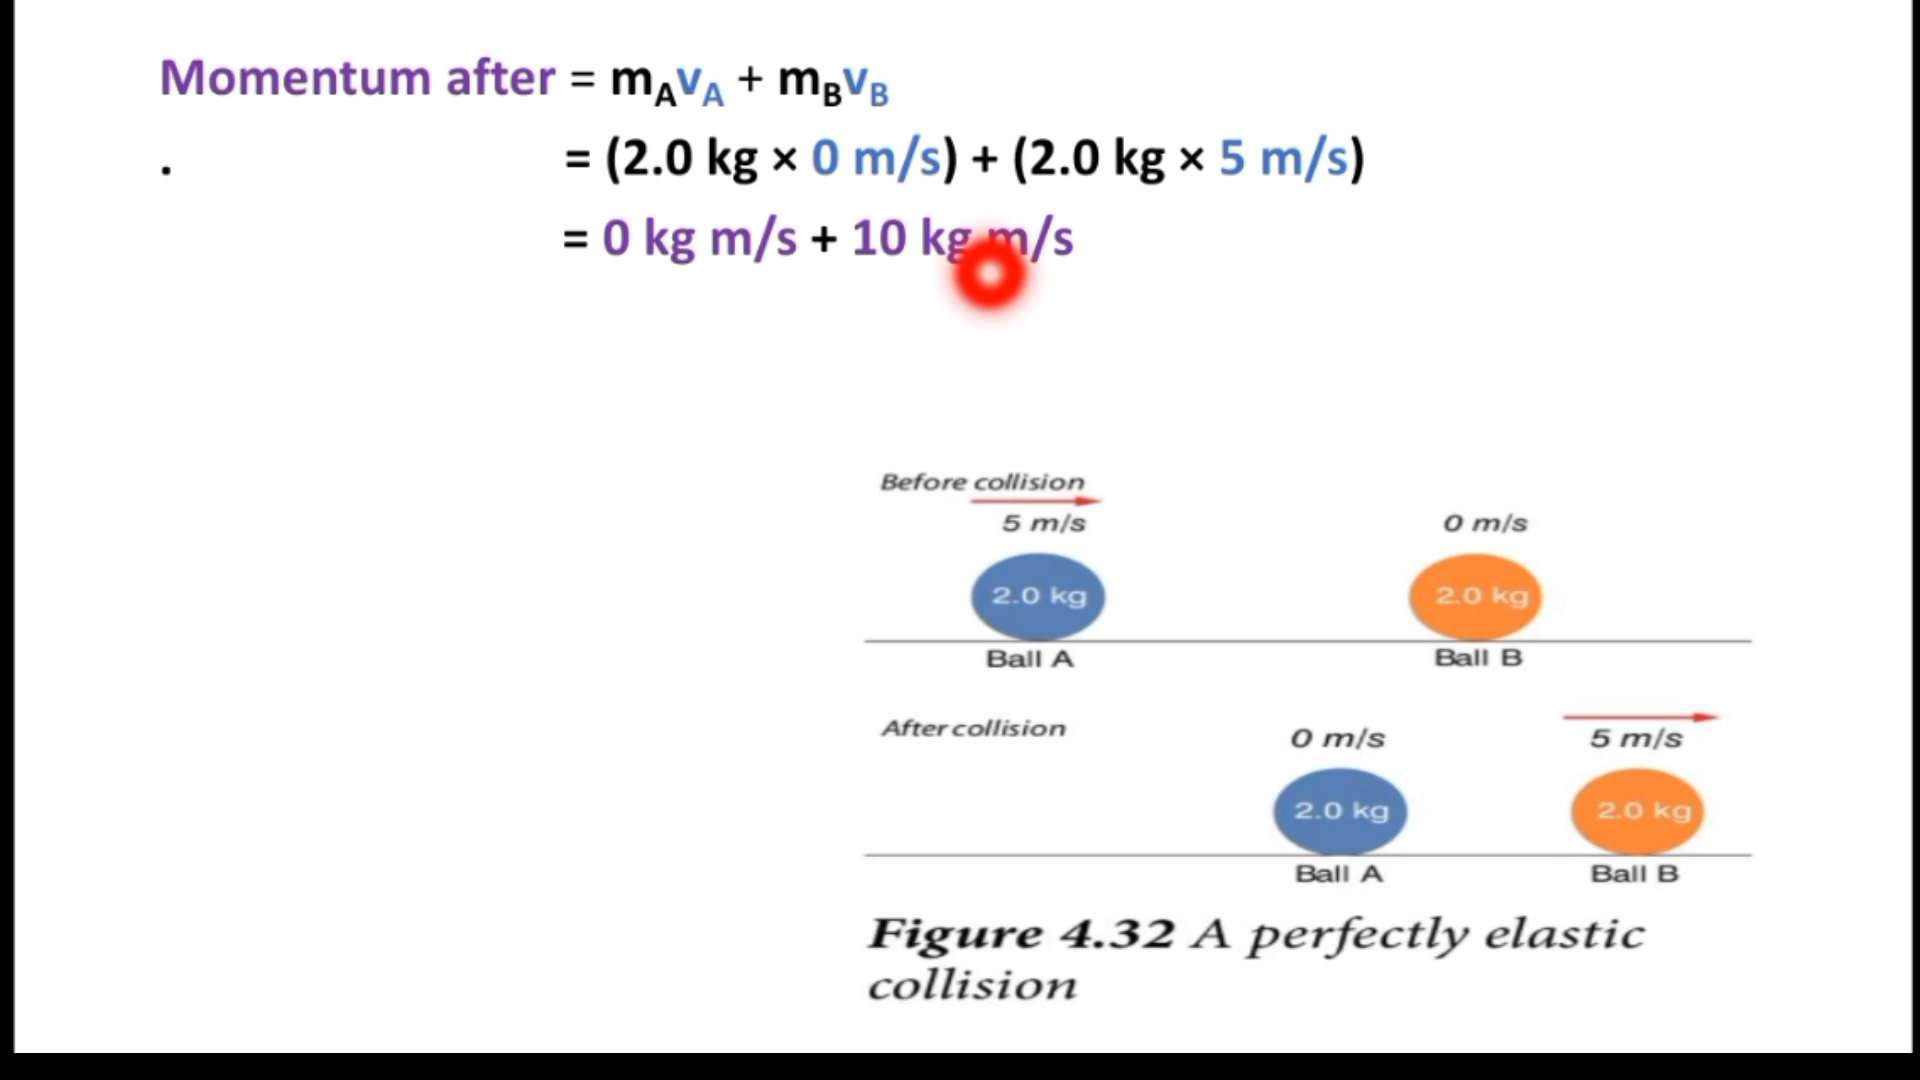 Momentum after = mAvA + mBvB
. = (2.0 kg × 0 m/s) + (2.0 kg × 5 m/s)
= 0 kg m/s + 10 kg m/s
Before collision
5 m/s 0 m/s
2.0 kg 2.0 kg
Ball A Ball B
After collision 0 m/s 5 m/s
2.0 kg 2.0 kg
Ball A Ball B
Figure 4.32 A perfectly elastic
collision